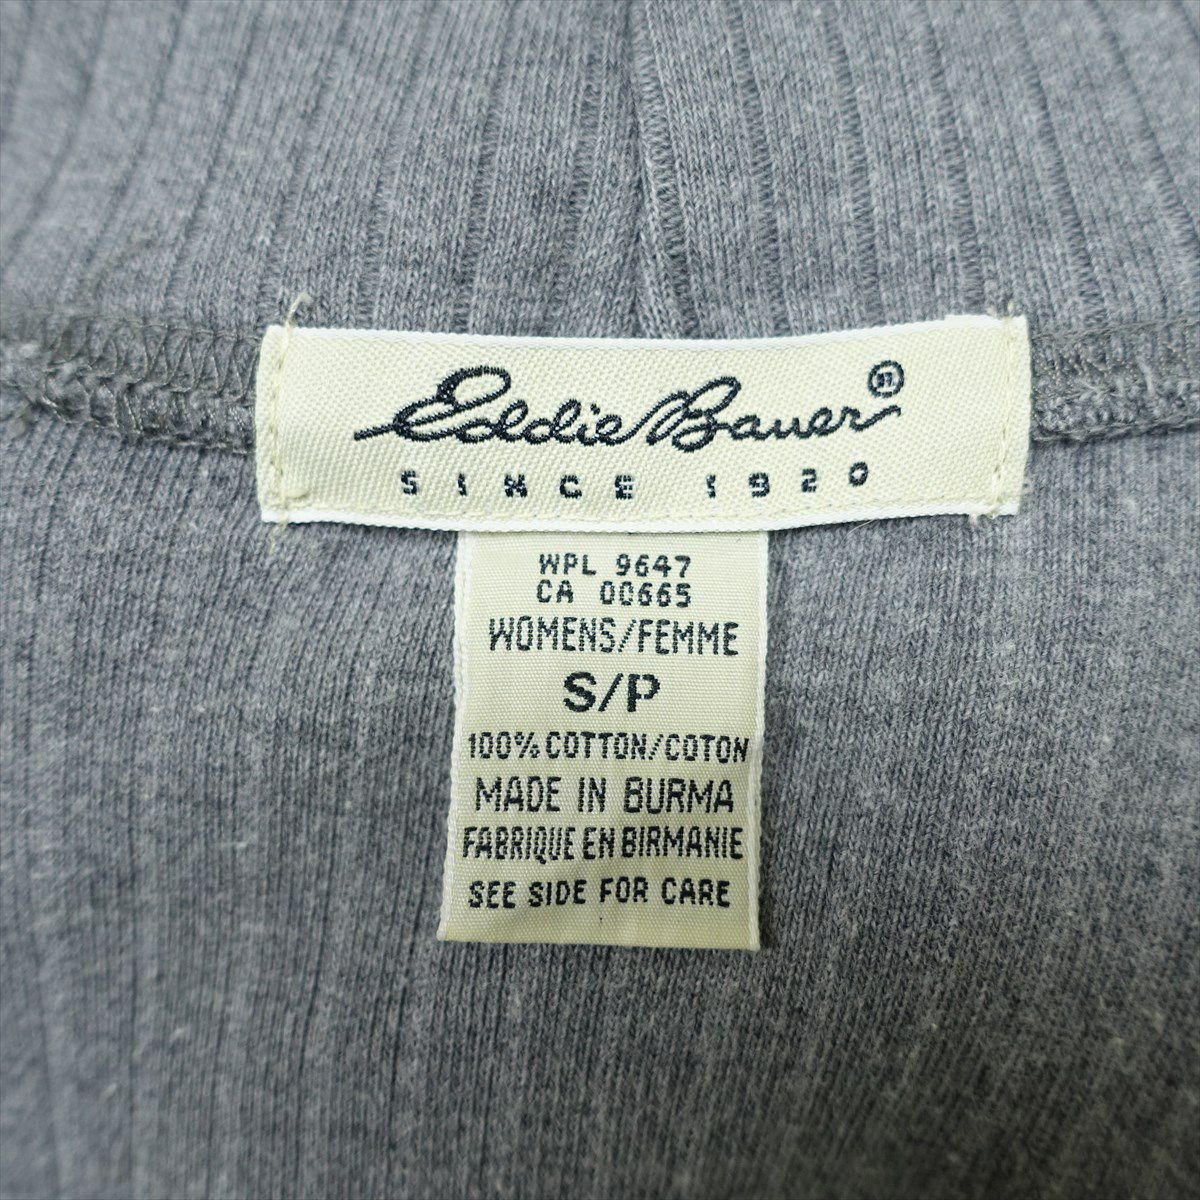 Eddie Bauer®
SINCE 1920
WPL 9647
CA 00665
WOMENS/FEMME
S/P
100% COTTON/COTON
MADE IN BURMA
FABRIQUE EN BIRMANIE
SEE SIDE FOR CARE